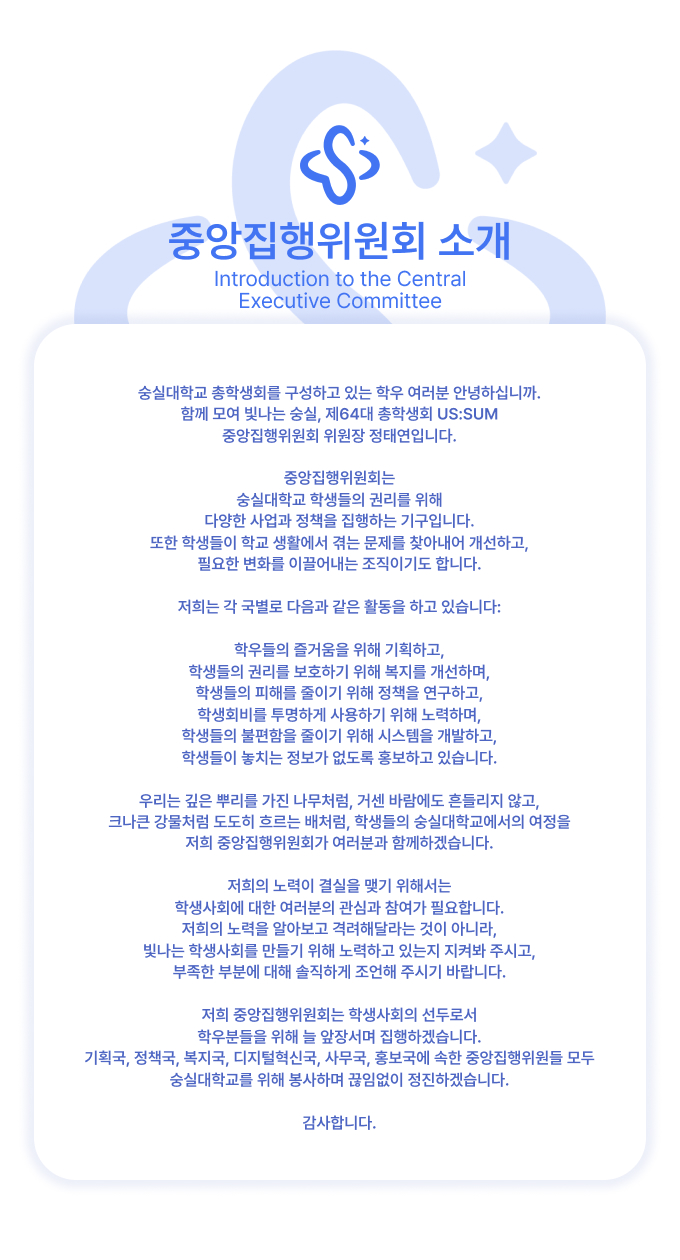 중앙집행위원회 소개
Introduction to the Central
Executive Committee
숭실대학교 총학생회를 구성하고 있는 학우 여러분 안녕하십니까.
함께 모여 빛나는 숭실, 제64대 총학생회 US:SUM
중앙집행위원회 위원장 정태연입니다.
중앙집행위원회는
숭실대학교 학생들의 권리를 위해
다양한 사업과 정책을 집행하는 기구입니다.
또한 학생들이 학교 생활에서 겪는 문제를 찾아내어 개선하고,
필요한 변화를 이끌어내는 조직이기도 합니다.
저희는 각 국별로 다음과 같은 활동을 하고 있습니다:
학우들의 즐거움을 위해 기획하고,
학생들의 권리를 보호하기 위해 복지를 개선하며,
학생들의 피해를 줄이기 위해 정책을 연구하고,
학생회비를 투명하게 사용하기 위해 노력하며,
학생들의 불편함을 줄이기 위해 시스템을 개발하고,
학생들이 놓치는 정보가 없도록 홍보하고 있습니다.
우리는 깊은 뿌리를 가진 나무처럼, 거센 바람에도 흔들리지 않고,
크나큰 강물처럼 도도히 흐르는 배처럼, 학생들의 숭실대학교에서의 여정을
저희 중앙집행위원회가 여러분과 함께하겠습니다.
저희의 노력이 결실을 맺기 위해서는
학생사회에 대한 여러분의 관심과 참여가 필요합니다.
저희의 노력을 알아보고 격려해달라는 것이 아니라,
빛나는 학생사회를 만들기 위해 노력하고 있는지 지켜봐 주시고,
부족한 부분에 대해 솔직하게 조언해 주시기 바랍니다.
저희 중앙집행위원회는 학생사회의 선두로서
학우분들을 위해 늘 앞장서며 집행하겠습니다.
기획국, 정책국, 복지국, 디지털혁신국, 사무국, 홍보국에 속한 중앙집행위원들 모두
숭실대학교를 위해 봉사하며 끊임없이 정진하겠습니다.
감사합니다.